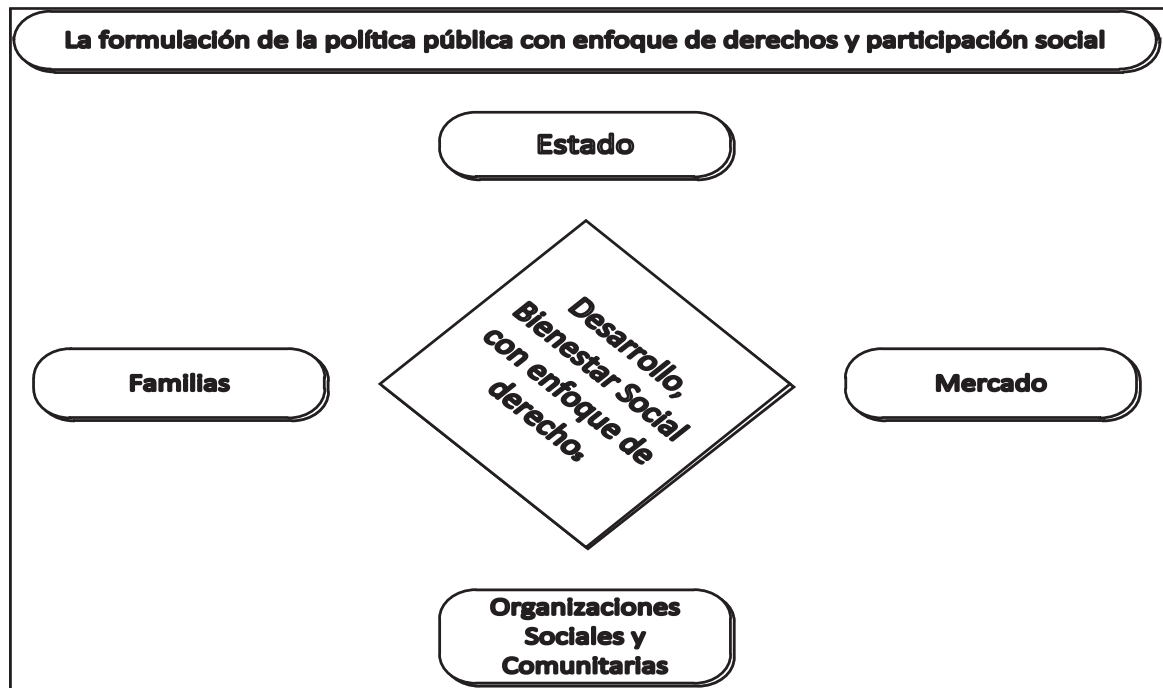 La formulación de la política pública con enfoque de derechos y participación social
Estado
Familias
Desarrollo,
Bienestar Social
con enfoque de
derechos
Mercado
Organizaciones
Sociales y
Comunitarias